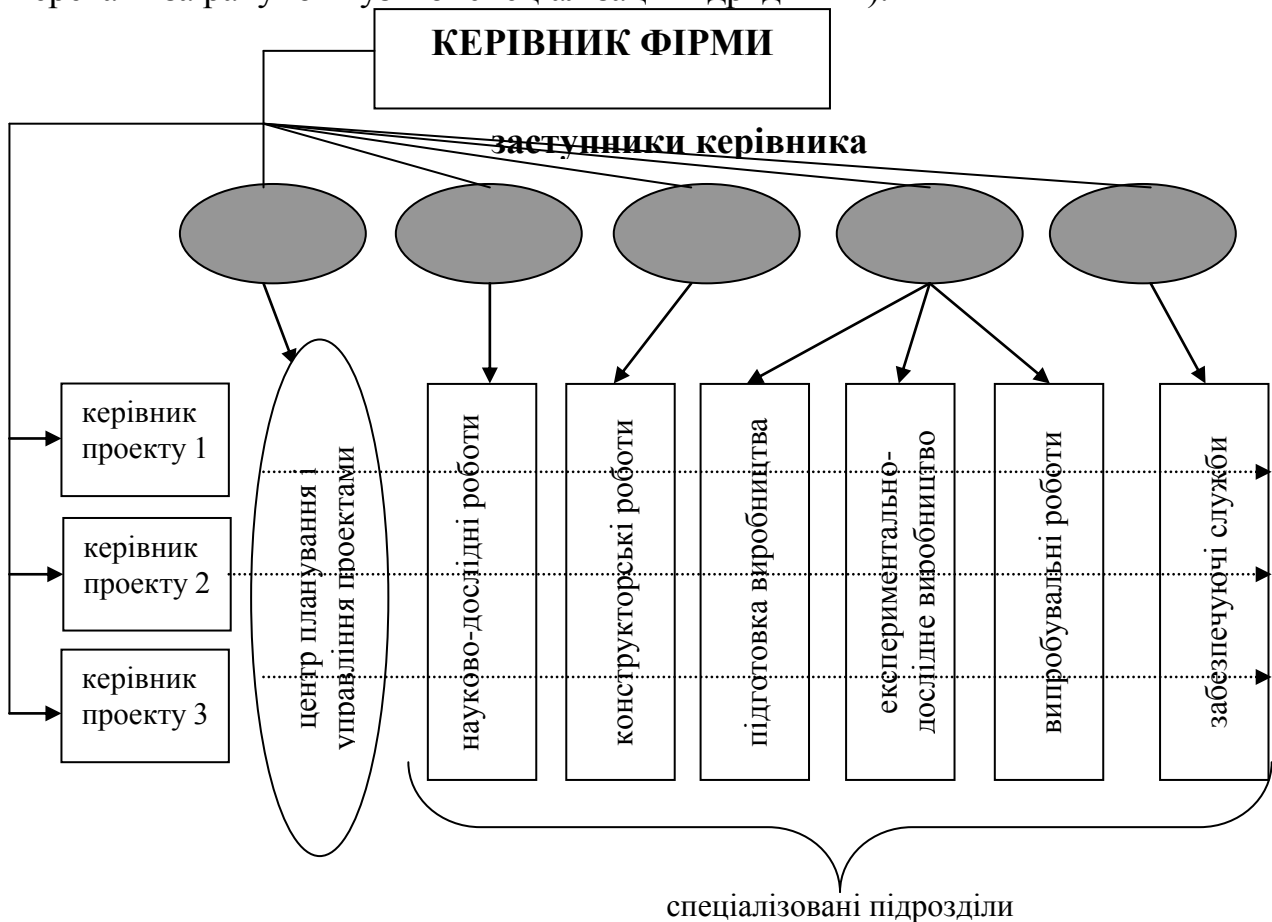 КЕРІВНИК ФІРМИ
заступники керівника
керівник
проекту 1
керівник
проекту 2
керівник
проекту 3
центр планування і
управління проектами
науково-дослідні роботи
конструкторські роботи
підготовка виробництва
експериментально-
дослідне виробництво
випробувальні роботи
забезпечуючі служби
спеціалізовані підрозділи